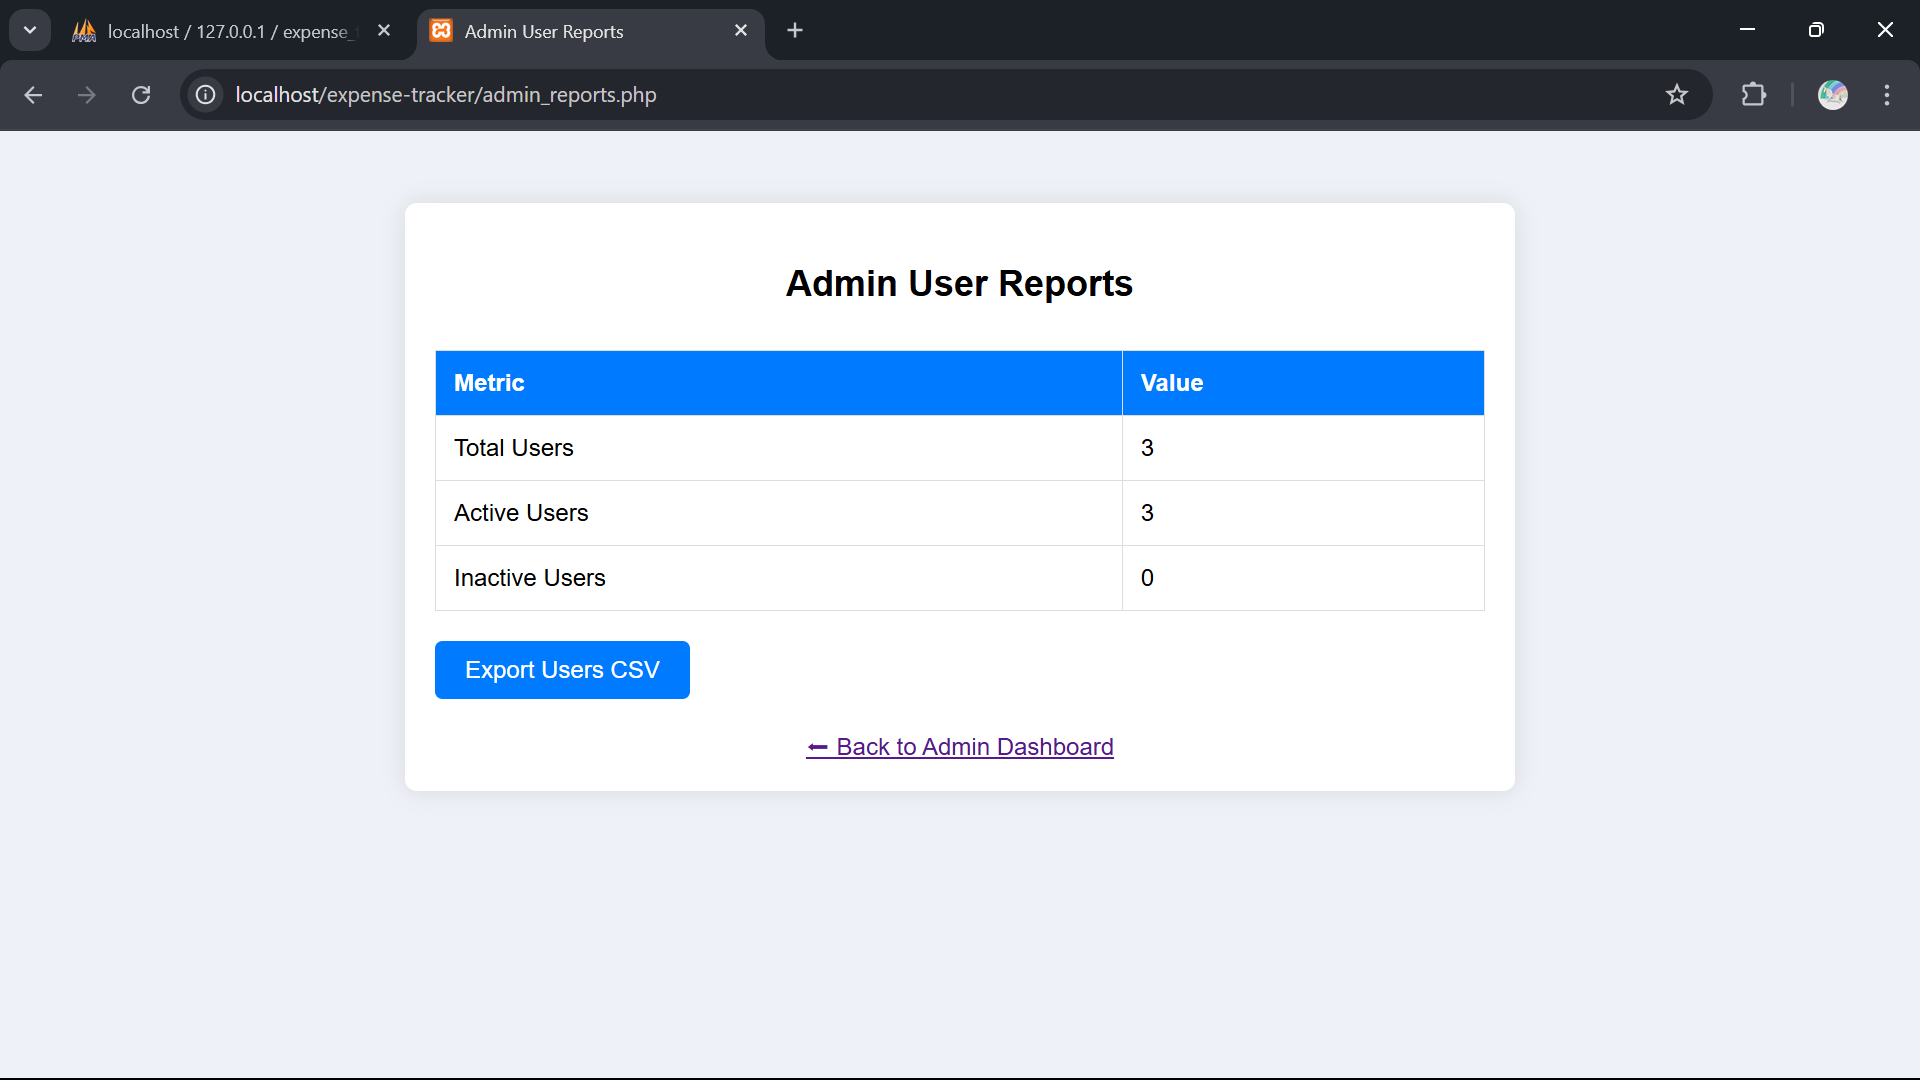 localhost / 127.0.0.1 / expense_
Admin User Reports
localhost/expense-tracker/admin_reports.php
Admin User Reports
Metric Value
Total Users 3
Active Users 3
Inactive Users 0
Export Users CSV
← Back to Admin Dashboard